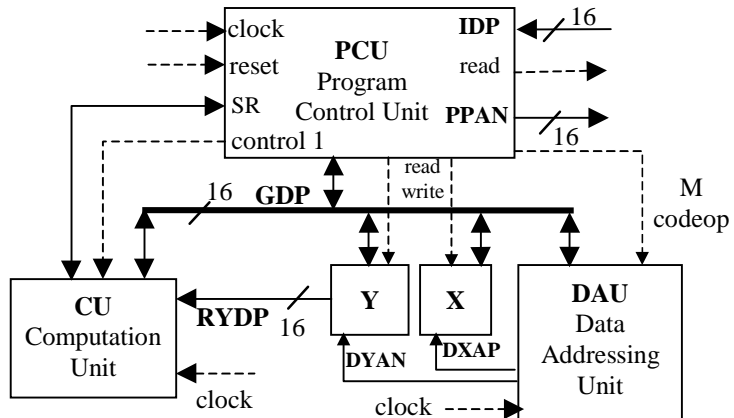 clock
PCU
IDP
16
reset
Program
read
SR
Control Unit
PPAN
control 1
16
read
write
M
codeop
16
GDP
CU
Computation
Unit
RYDP
16
Y
X
DAU
Data
Addressing
Unit
DYAN
DXAP
clock
clock